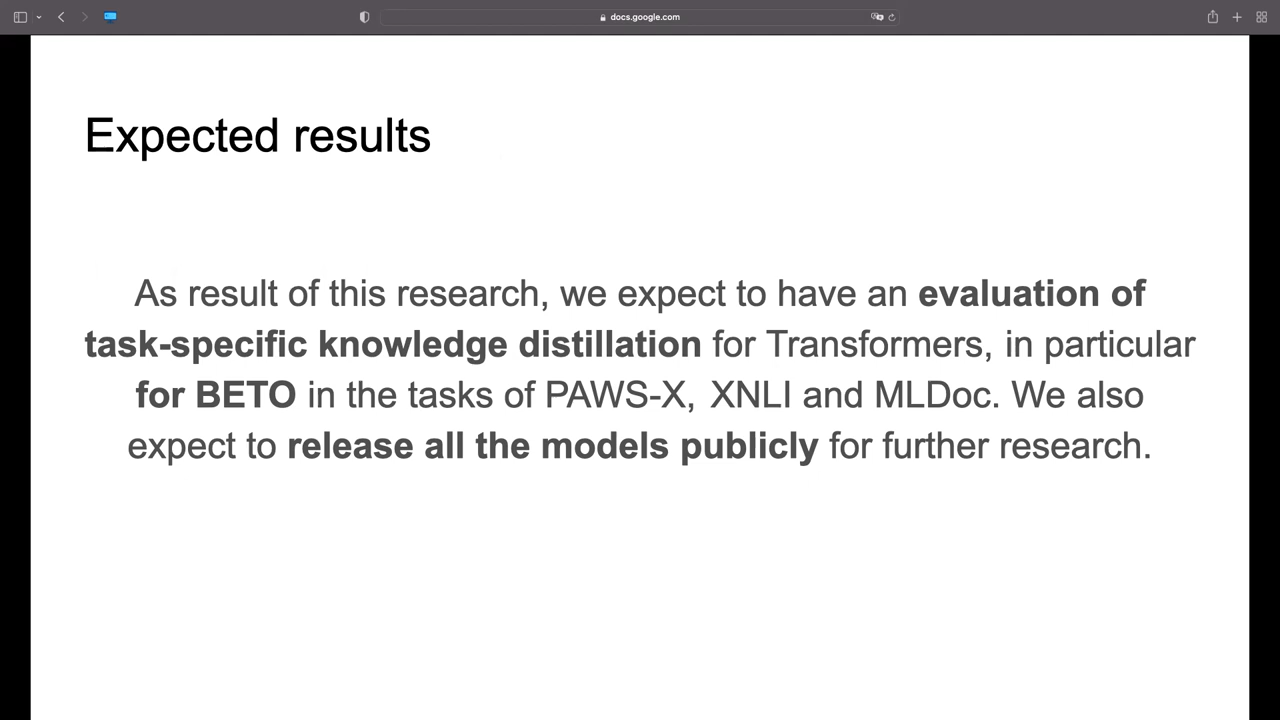 docs.google.com
Expected results
As result of this research, we expect to have an evaluation of
task-specific knowledge distillation for Transformers, in particular
for BETO in the tasks of PAWS-X, XNLI and MLDoc. We also
expect to release all the models publicly for further research.